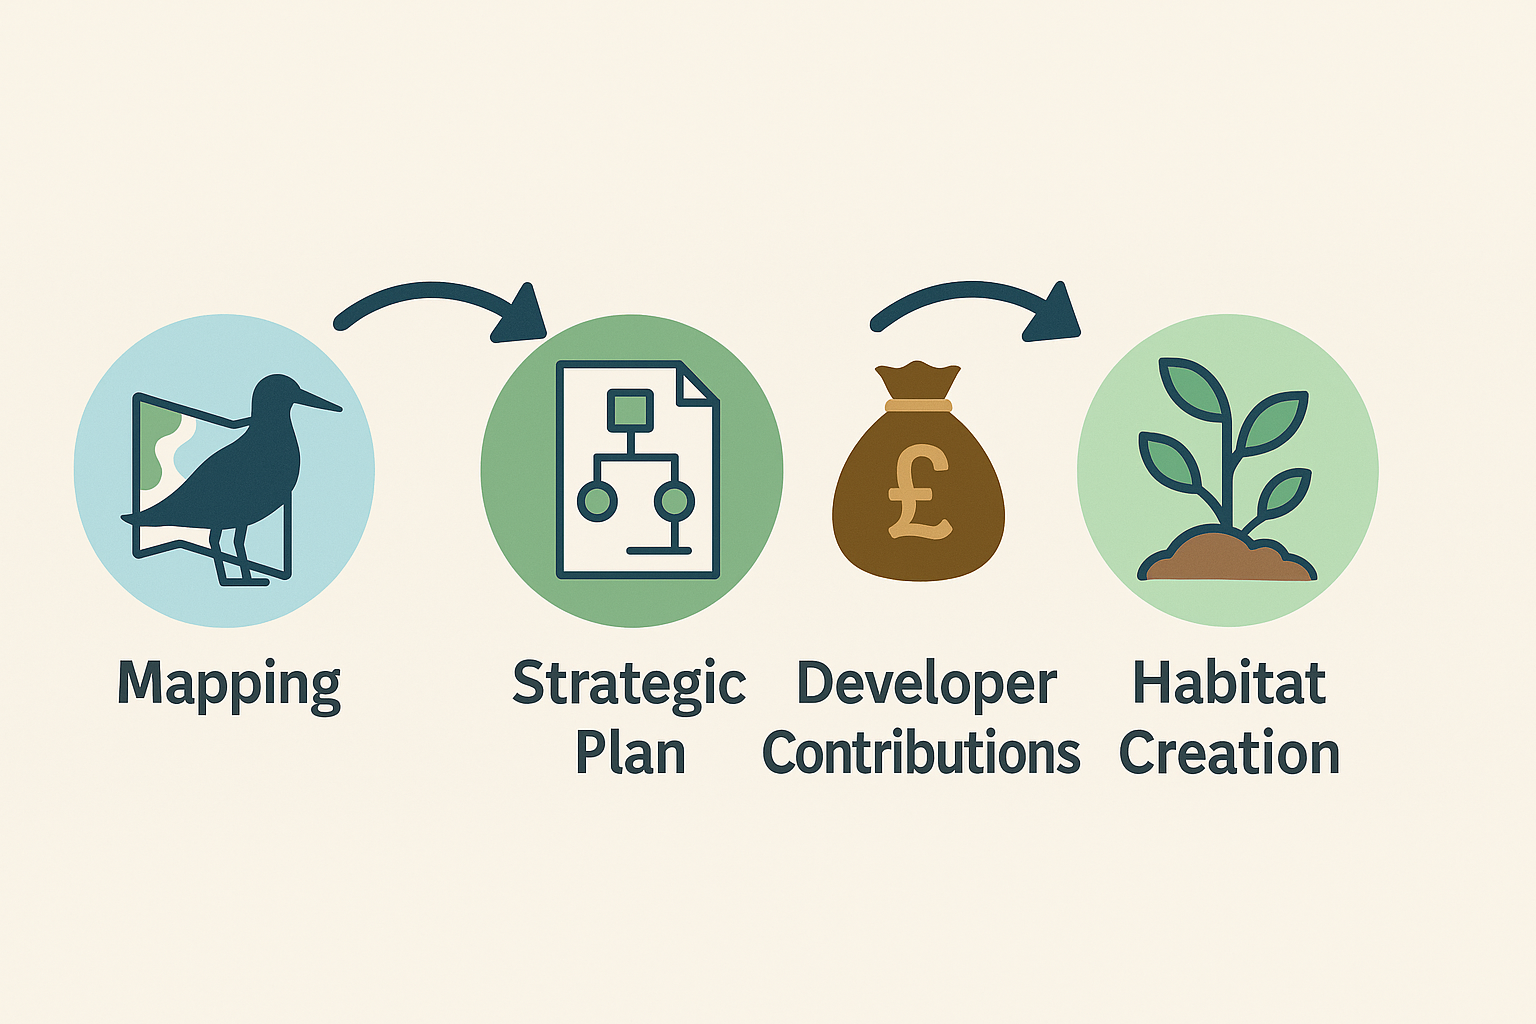 £
Mapping
Strategic
Plan
Developer
Contributions
Habitat
Creation